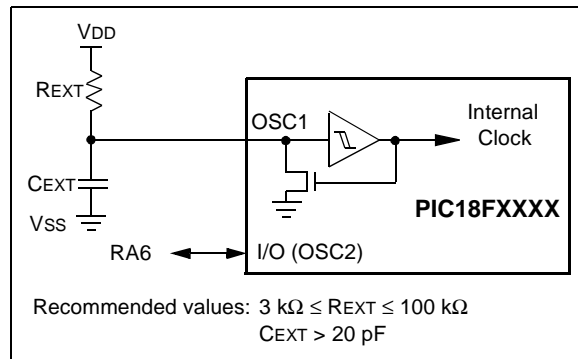 VDD
REXT
OSC1
Internal
Clock
CEXT
PIC18FXXXX
VSS
RA6
I/O (OSC2)
Recommended values: 3 kΩ ≤ REXT ≤ 100 kΩ
CEXT > 20 pF